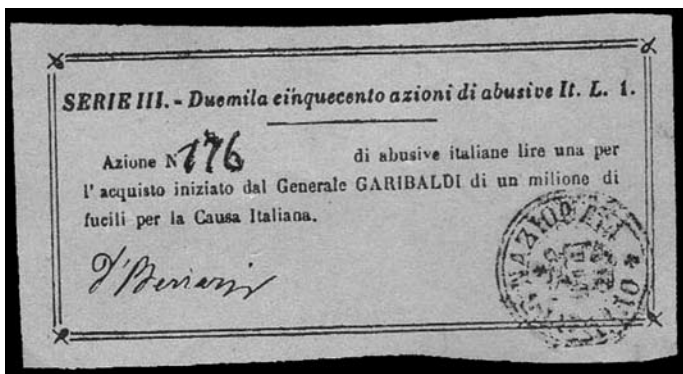 SERIE III. - Duemila cinquecento azioni di abusive It. L. 1.
Azione N 176 di abusive italiane lire una per
l'acquisto iniziato dal Generale GARIBALDI di un milione di
fucili per la Causa Italiana.